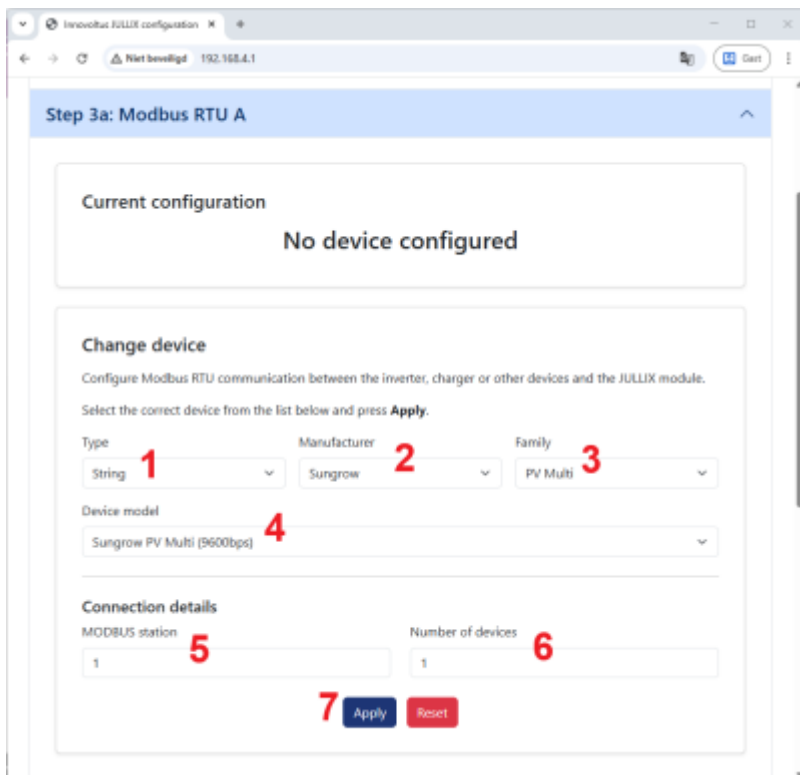 Innovoltus JULLIX configuration
Niet beveiligd 192.168.4.1
Gast
Step 3a: Modbus RTU A
Current configuration
No device configured
Change device
Configure Modbus RTU communication between the inverter, charger or other devices and the JULLIX module.
Select the correct device from the list below and press Apply.
Type Manufacturer Family
1 2 3
String Sungrow PV Multi
Device model
4
Sungrow PV Multi (9600bps)
Connection details
MODBUS station Number of devices
5 6
1 1
7 Apply Reset